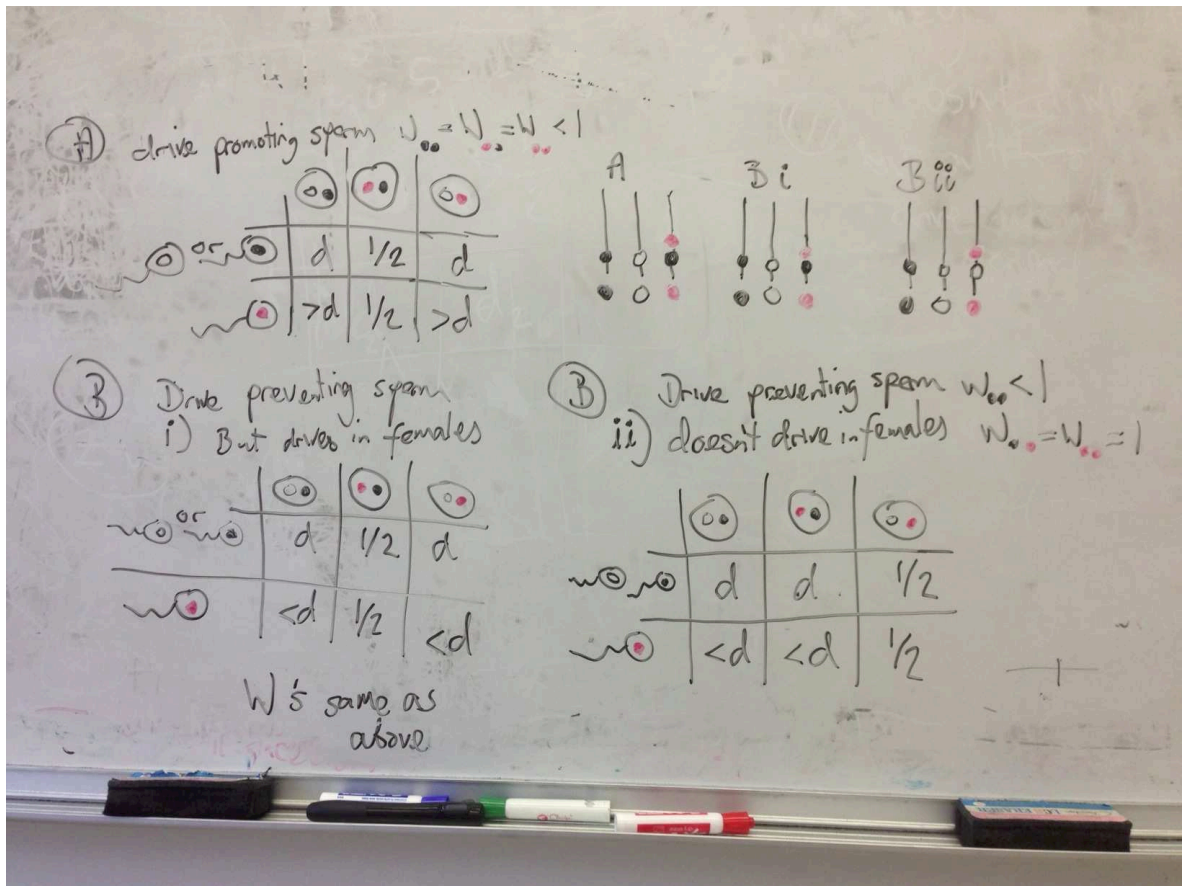 A drive promoting sperm W = W = W < 1
d 1/2 d
or
>d 1/2 >d
A B i B ii
B Drive preventing sperm
i) But drives in females
or
d 1/2 d
<d 1/2 <d
W's same as
above
B Drive preventing sperm W < 1
ii) doesn't drive in females W = W = 1
d d 1/2
<d <d 1/2